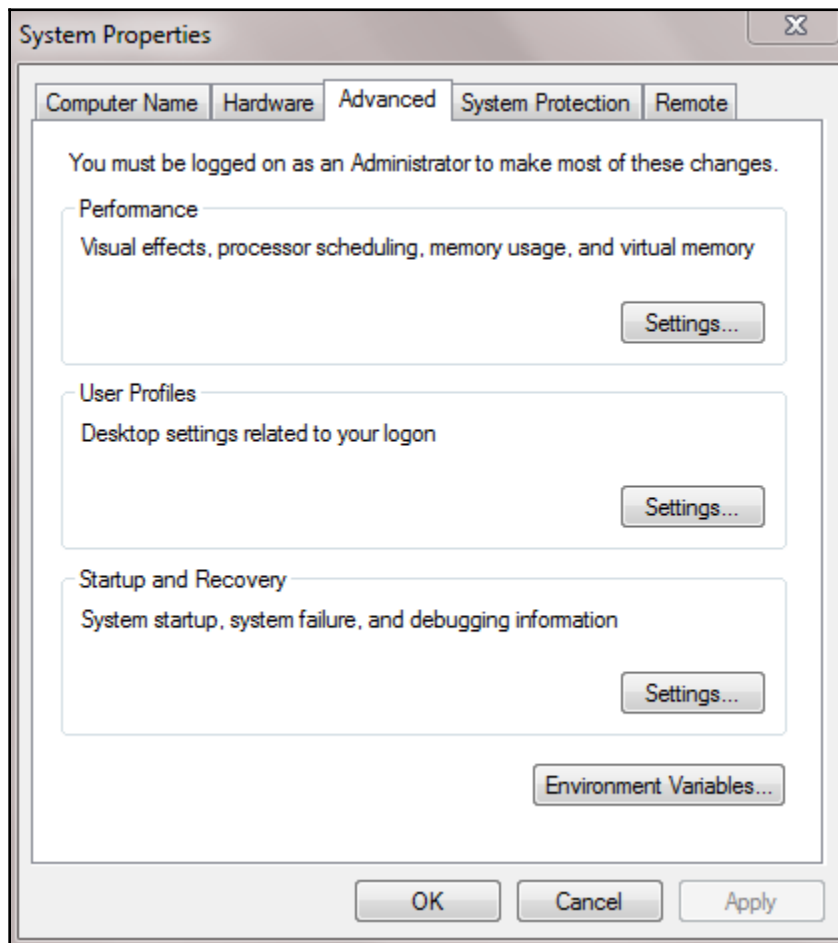 System Properties
Computer Name Hardware Advanced System Protection Remote
You must be logged on as an Administrator to make most of these changes.
Performance
Visual effects, processor scheduling, memory usage, and virtual memory
Settings...
User Profiles
Desktop settings related to your logon
Settings...
Startup and Recovery
System startup, system failure, and debugging information
Settings...
Environment Variables...
OK Cancel Apply